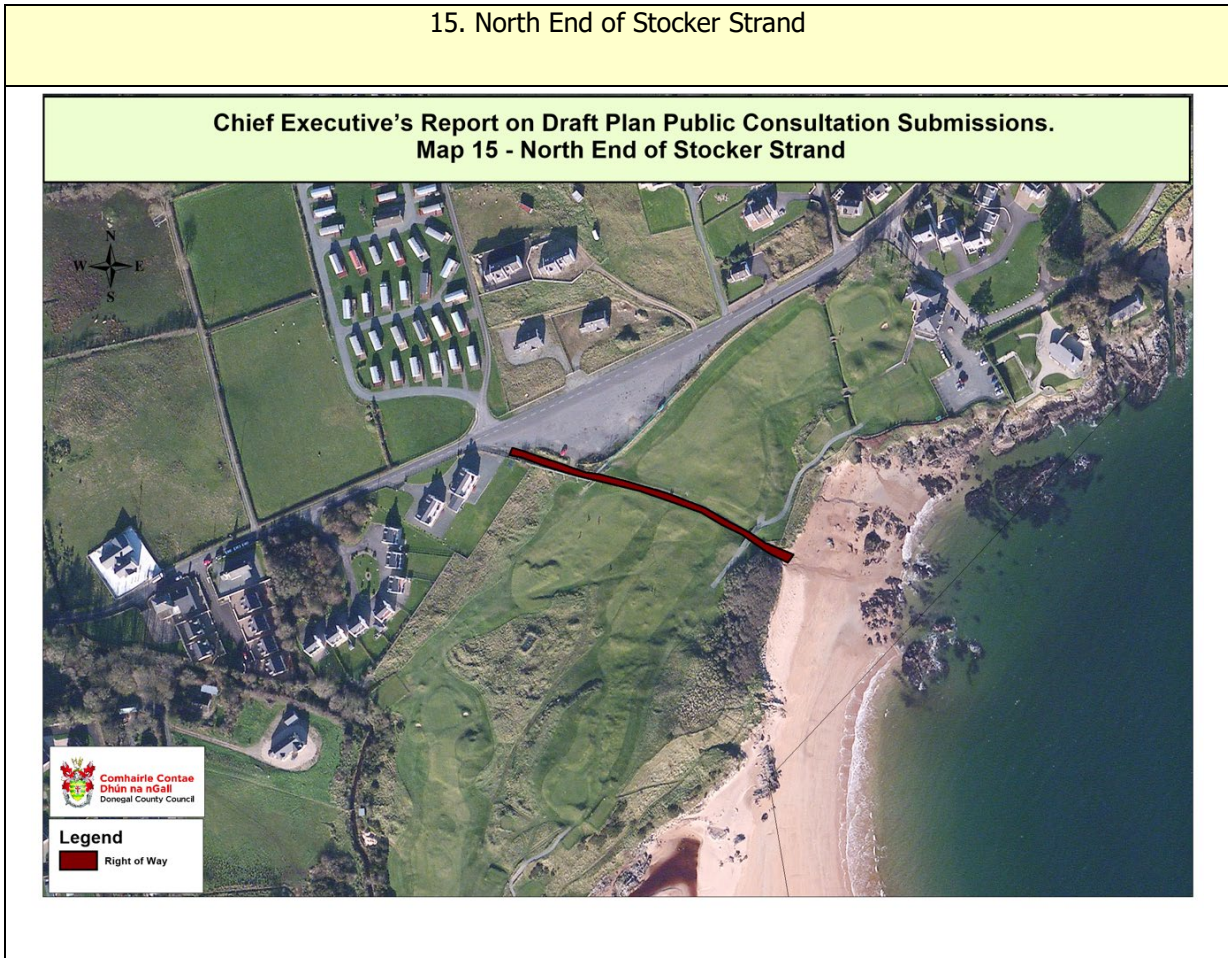 15. North End of Stocker Strand
Chief Executive's Report on Draft Plan Public Consultation Submissions.
Map 15 - North End of Stocker Strand
N
W E
S
Comhairle Contae
Dhún na nGall
Donegal County Council
Legend
Right of Way